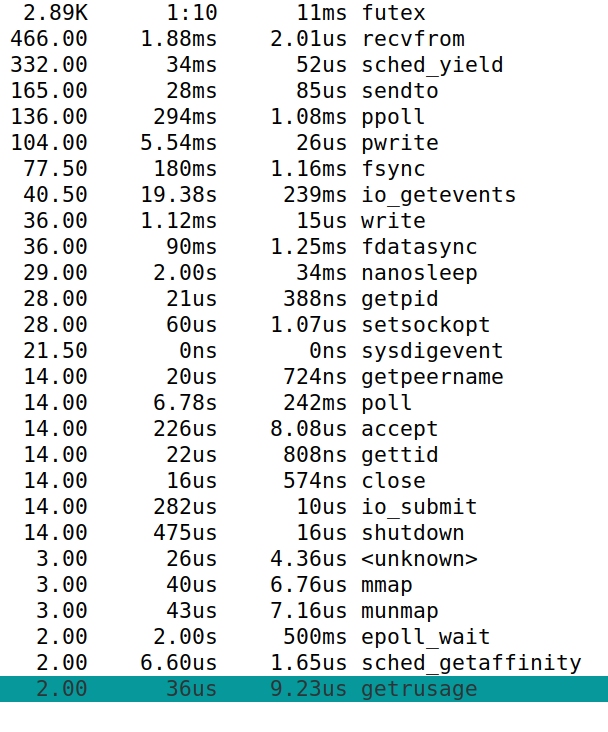 2.89K 1:10 11ms futex
466.00 1.88ms 2.01us recvfrom
332.00 34ms 52us sched_yield
165.00 28ms 85us sendto
136.00 294ms 1.08ms ppoll
104.00 5.54ms 26us pwrite
77.50 180ms 1.16ms fsync
40.50 19.38s 239ms io_getevents
36.00 1.12ms 15us write
36.00 90ms 1.25ms fdatasync
29.00 2.00s 34ms nanosleep
28.00 21us 388ns getpid
28.00 60us 1.07us setsockopt
21.50 0ns 0ns sysdigevent
14.00 20us 724ns getpeername
14.00 6.78s 242ms poll
14.00 226us 8.08us accept
14.00 22us 808ns gettid
14.00 16us 574ns close
14.00 282us 10us io_submit
14.00 475us 16us shutdown
3.00 26us 4.36us <unknown>
3.00 40us 6.76us mmap
3.00 43us 7.16us munmap
2.00 2.00s 500ms epoll_wait
2.00 6.60us 1.65us sched_getaffinity
2.00 36us 9.23us getrusage